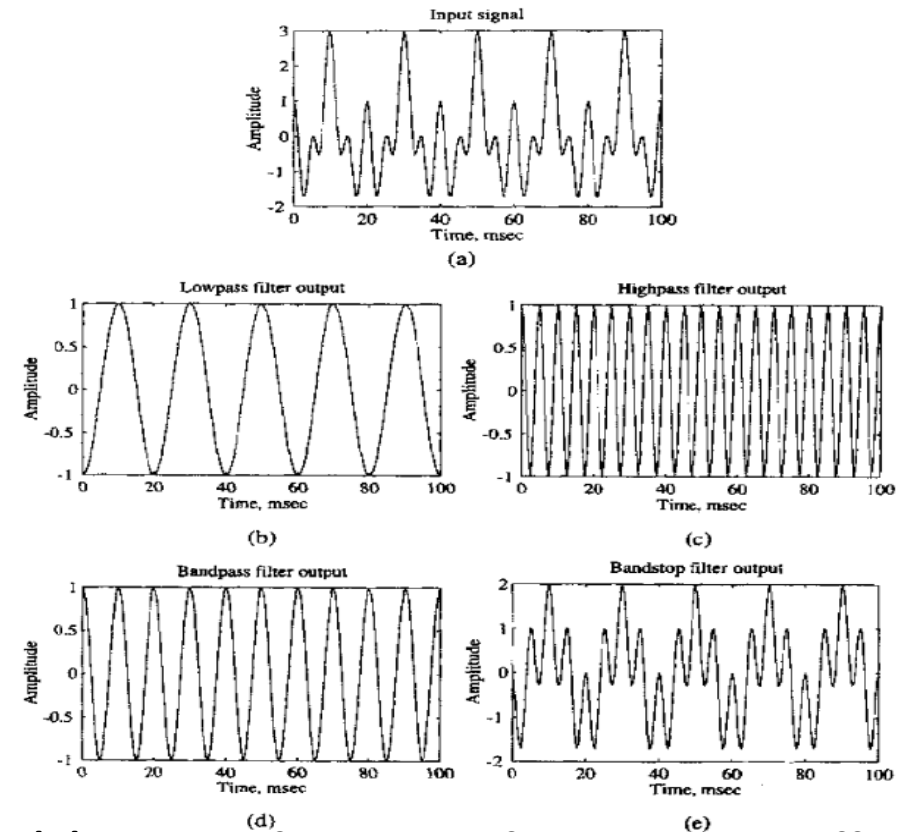 Input signal
3
2
1
0
-1
-2
Amplitude
0 20 40 60 80 100
Time, msec
(a)
Lowpass filter output
1
0.5
0
-0.5
-1
Amplitude
0 20 40 60 80 100
Time, msec
(b)
Highpass filter output
1
0.5
0
-0.5
-1
Amplitude
0 20 40 60 80 100
Time, msec
(c)
Bandpass filter output
1
0.5
0
-0.5
-1
Amplitude
0 20 40 60 80 100
Time, msec
(d)
Bandstop filter output
2
1
0
-1
-2
Amplitude
0 20 40 60 80 100
Time, msec
(e)